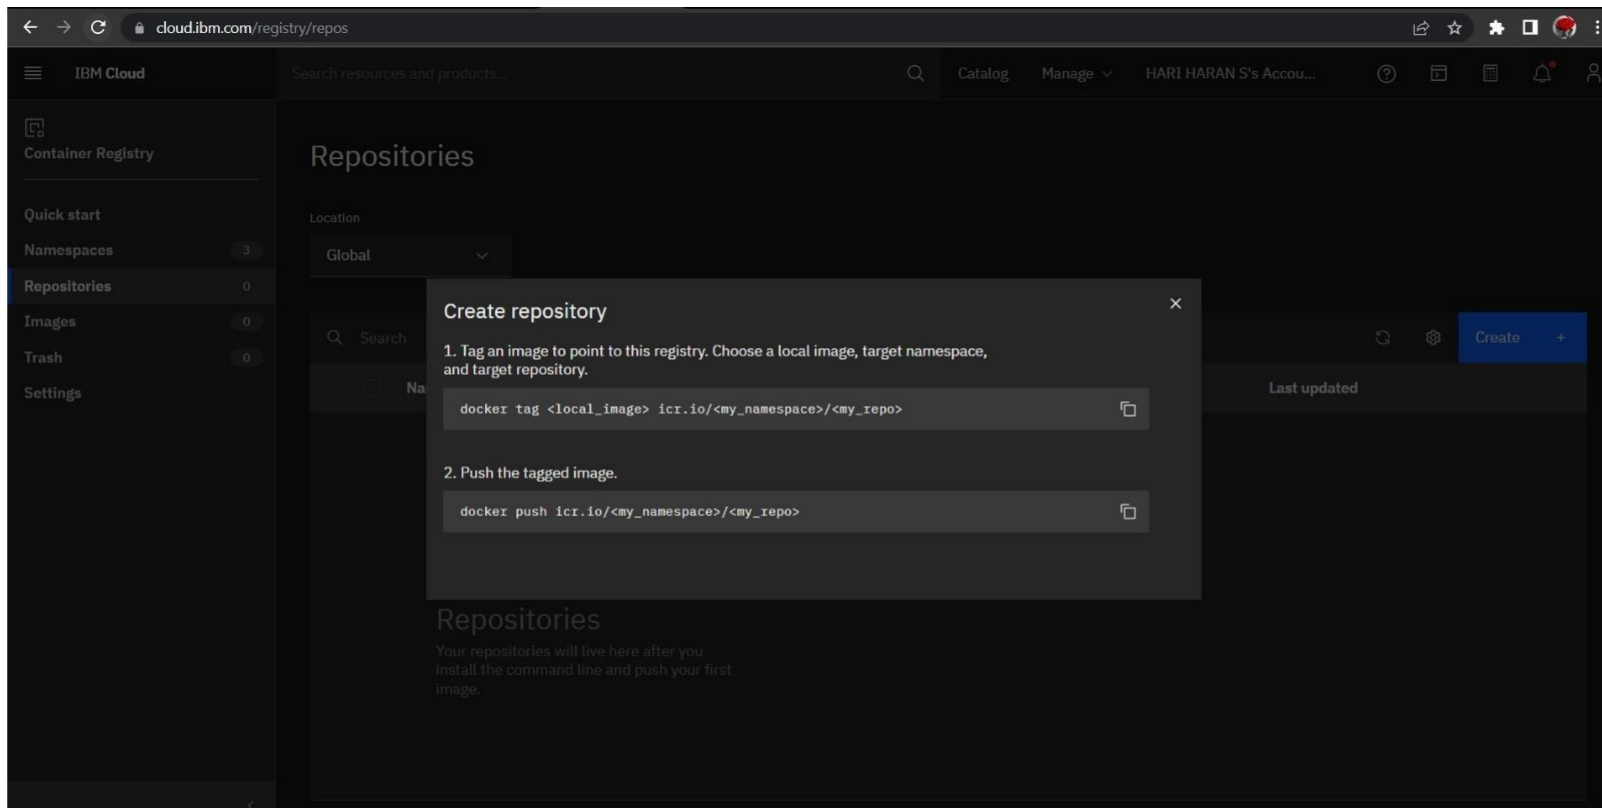 cloud.ibm.com/registry/repos
IBM Cloud
Search resources and products...
Catalog
Manage
HARI HARAN S's Accou...
Container Registry
Quick start
Namespaces 3
Repositories 0
Images 0
Trash 0
Settings
Repositories
Location
Global
Search
Create +
Na
Last updated
Create repository
1. Tag an image to point to this registry. Choose a local image, target namespace,
and target repository.
docker tag <local_image> icr.io/<my_namespace>/<my_repo>
2. Push the tagged image.
docker push icr.io/<my_namespace>/<my_repo>
Repositories
Your repositories will live here after you
install the command line and push your first
image.